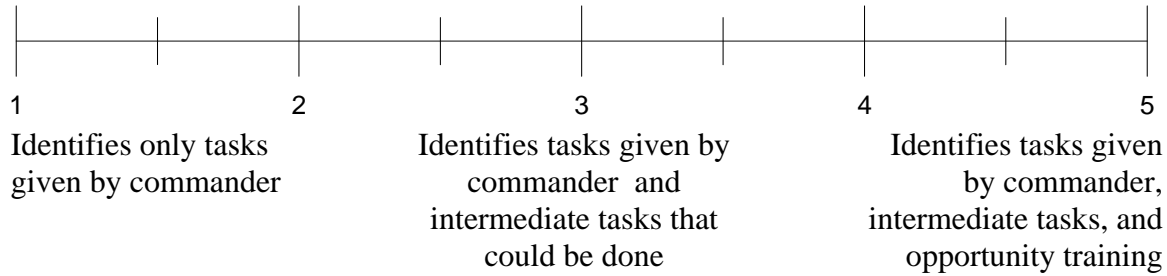 1 2 3 4 5
Identifies only tasks
given by commander
Identifies tasks given by
commander and
intermediate tasks that
could be done
Identifies tasks given
by commander,
intermediate tasks, and
opportunity training